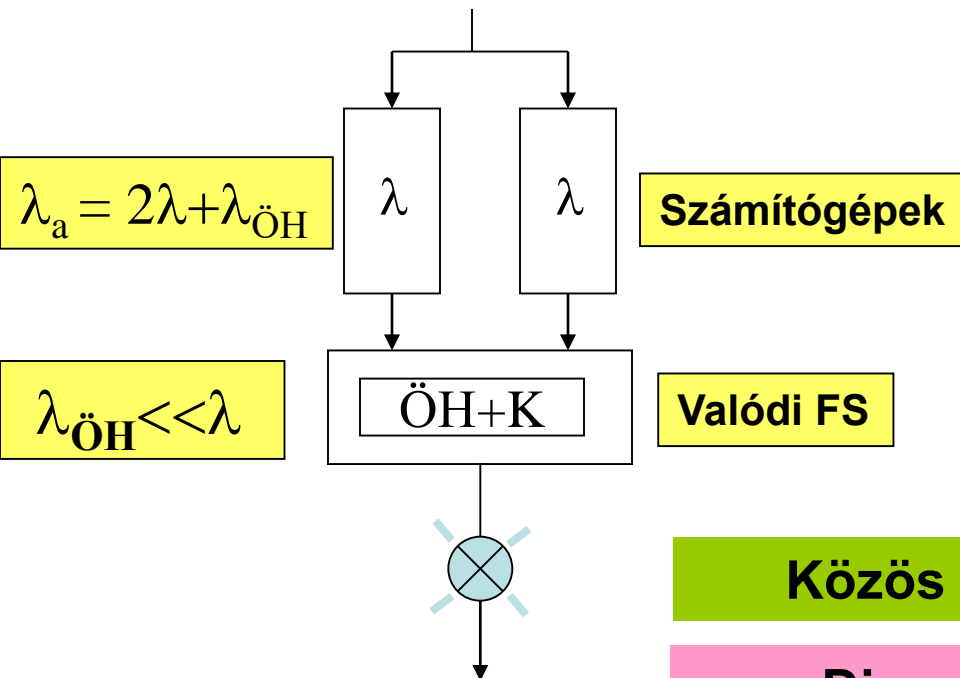 λa = 2λ+λÖH
λ
λ
Számítógépek
λÖH<<λ
ÖH+K
Valódi FS
Közös